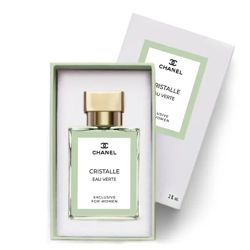 CHANEL
CRISTALLE
EAU VERTE
EXCLUSIVE
FOR WOMEN
CHANEL
CRISTALLE
EAU VERTE
EXCLUSIVE
FOR WOMEN